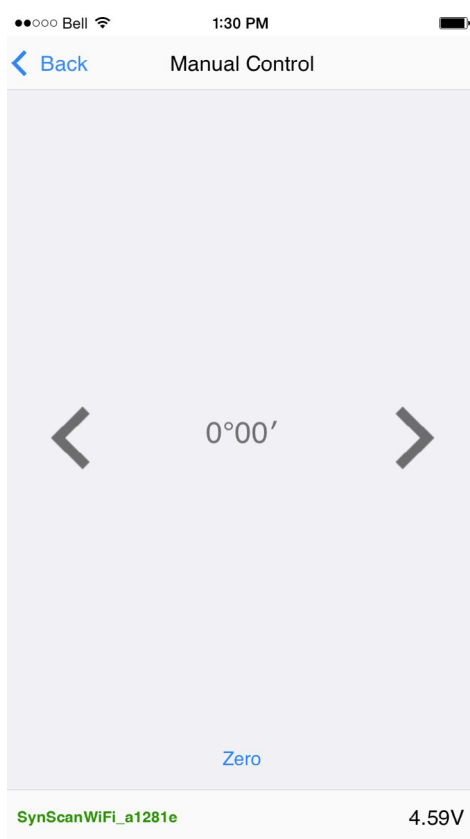 Bell 1:30 PM
Back Manual Control
0°00′
Zero
SynScanWiFi_a1281e 4.59V